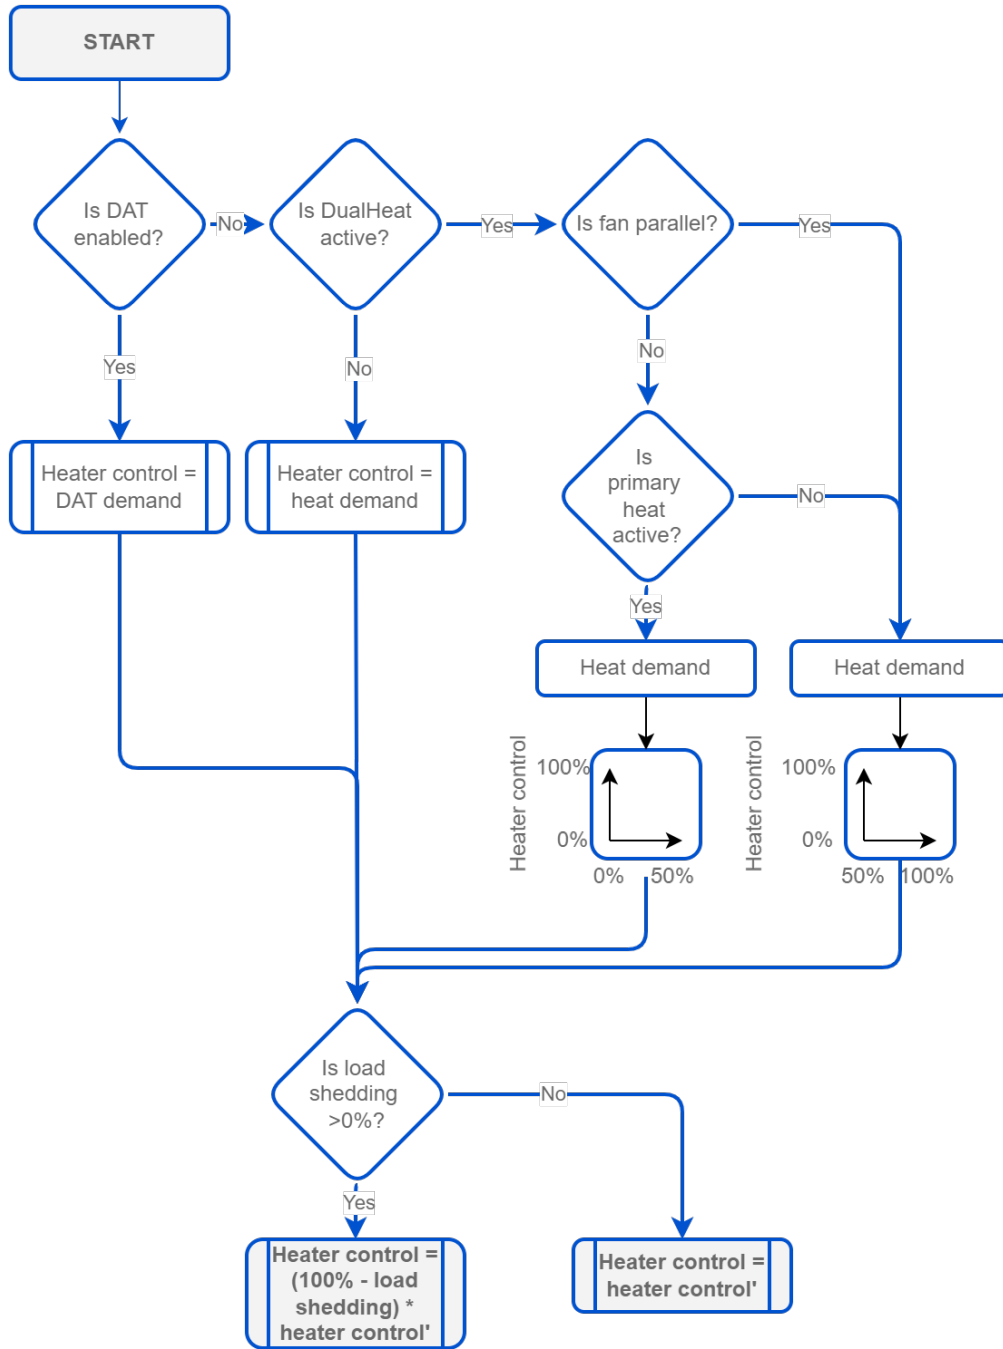 START
Is DAT
enabled?
No
Is DualHeat
active?
Yes
Is fan parallel?
Yes
Yes
No
No
Heater control =
DAT demand
Heater control =
heat demand
Is
primary
heat
active?
No
Yes
Heat demand
Heat demand
Heater control
100%
0%
0%
50%
Heater control
100%
0%
50%
100%
Is load
shedding
>0%?
No
Yes
Heater control =
(100% - load
shedding) *
heater control'
Heater control =
heater control'